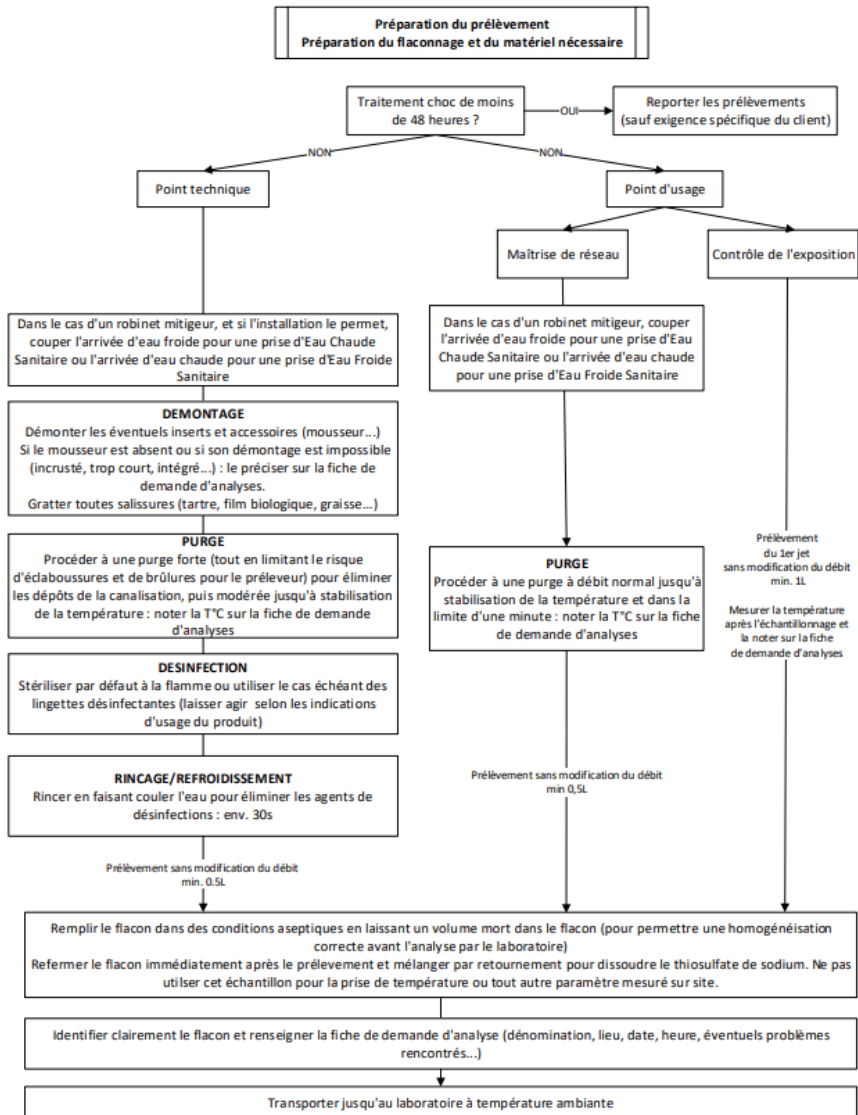 Préparation du prélèvement
Préparation du flaconnage et du matériel nécessaire
Traitement choc de moins
de 48 heures ?
OUI
Reporter les prélèvements
(sauf exigence spécifique du client)
NON
NON
Point technique
Point d'usage
Maîtrise de réseau
Contrôle de l'exposition
Dans le cas d'un robinet mitigeur, et si l'installation le permet,
couper l'arrivée d'eau froide pour une prise d'Eau Chaude
Sanitaire ou l'arrivée d'eau chaude pour une prise d'Eau Froide
Sanitaire
Dans le cas d'un robinet mitigeur, couper
l'arrivée d'eau froide pour une prise d'Eau
Chaude Sanitaire ou l'arrivée d'eau chaude
pour une prise d'Eau Froide Sanitaire
DEMONTAGE
Démonter les éventuels inserts et accessoires (mousseur...)
Si le mousseur est absent ou si son démontage est impossible
(incrusté, trop court, intégré...) : le préciser sur la fiche de
demande d'analyses.
Gratter toutes salissures (tartre, film biologique, graisse...)
PURGE
Procéder à une purge forte (tout en limitant le risque
d'éclaboussures et de brûlures pour le préleveur) pour éliminer
les dépôts de la canalisation, puis modérée jusqu'à stabilisation
de la température : noter la T°C sur la fiche de demande
d'analyses
PURGE
Procéder à une purge à débit normal jusqu'à
stabilisation de la température et dans la
limite d'une minute : noter la T°C sur la fiche
de demande d'analyses
Prélèvement
du 1er jet
sans modification du débit
min. 1L
Mesurer la température
après l'échantillonnage et
la noter sur la fiche
de demande d'analyses
DESINFECTION
Stériliser par défaut à la flamme ou utiliser le cas échéant des
lingettes désinfectantes (laisser agir selon les indications
d'usage du produit)
RINCAGE/REFROIDISSEMENT
Rincer en faisant couler l'eau pour éliminer les agents de
désinfections : env. 30s
Prélèvement sans modification du débit
min 0,5L
Prélèvement sans modification du débit
min. 0.5L
Remplir le flacon dans des conditions aseptiques en laissant un volume mort dans le flacon (pour permettre une homogénéisation
correcte avant l'analyse par le laboratoire)
Refermer le flacon immédiatement après le prélevement et mélanger par retournement pour dissoudre le thiosulfate de sodium. Ne pas
utilser cet échantillon pour la prise de température ou tout autre paramètre mesuré sur site.
Identifier clairement le flacon et renseigner la fiche de demande d'analyse (dénomination, lieu, date, heure, éventuels problèmes
rencontrés...)
Transporter jusqu'au laboratoire à température ambiante